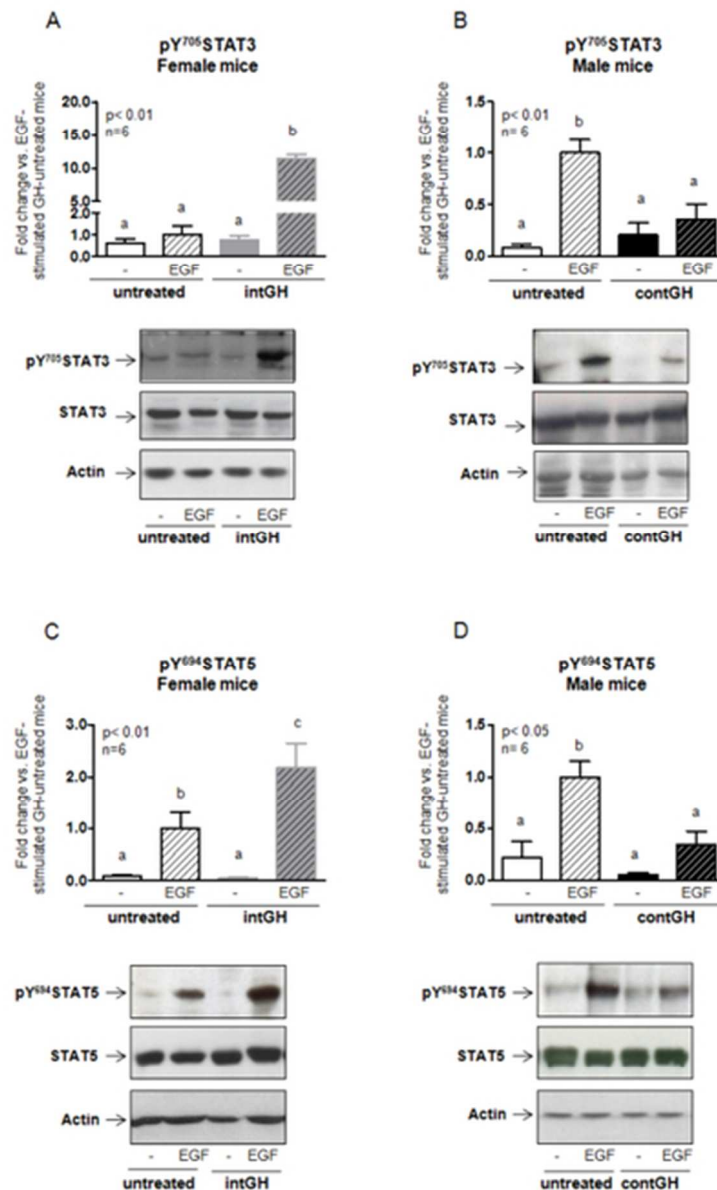 A
pY⁷⁰⁵STAT3
Female mice
Fold change vs. EGF-
stimulated GH-untreated mice
20.0
15.0
10.0
5.0
2.0
1.0
0.0
p< 0.01
n=6
a
a
a
b
- EGF - EGF
untreated intGH
pY⁷⁰⁵STAT3
STAT3
Actin
- EGF - EGF
untreated intGH
B
pY⁷⁰⁵STAT3
Male mice
Fold change vs. EGF-
stimulated GH-untreated mice
1.5
1.0
0.5
0.0
p< 0.01
n= 6
a
b
a
a
- EGF - EGF
untreated contGH
pY⁷⁰⁵STAT3
STAT3
Actin
- EGF - EGF
untreated contGH
C
pY⁶⁹⁴STAT5
Female mice
Fold change vs. EGF-
stimulated GH-untreated mice
3.0
2.0
1.0
0.0
p< 0.01
n=6
a
b
a
c
- EGF - EGF
untreated intGH
pY⁶⁹⁴STAT5
STAT5
Actin
- EGF - EGF
untreated intGH
D
pY⁶⁹⁴STAT5
Male mice
Fold change vs. EGF-
stimulated GH-untreated mice
1.5
1.0
0.5
0.0
p< 0.05
n= 6
a
b
a
a
- EGF - EGF
untreated contGH
pY⁶⁹⁴STAT5
STAT5
Actin
- EGF - EGF
untreated contGH